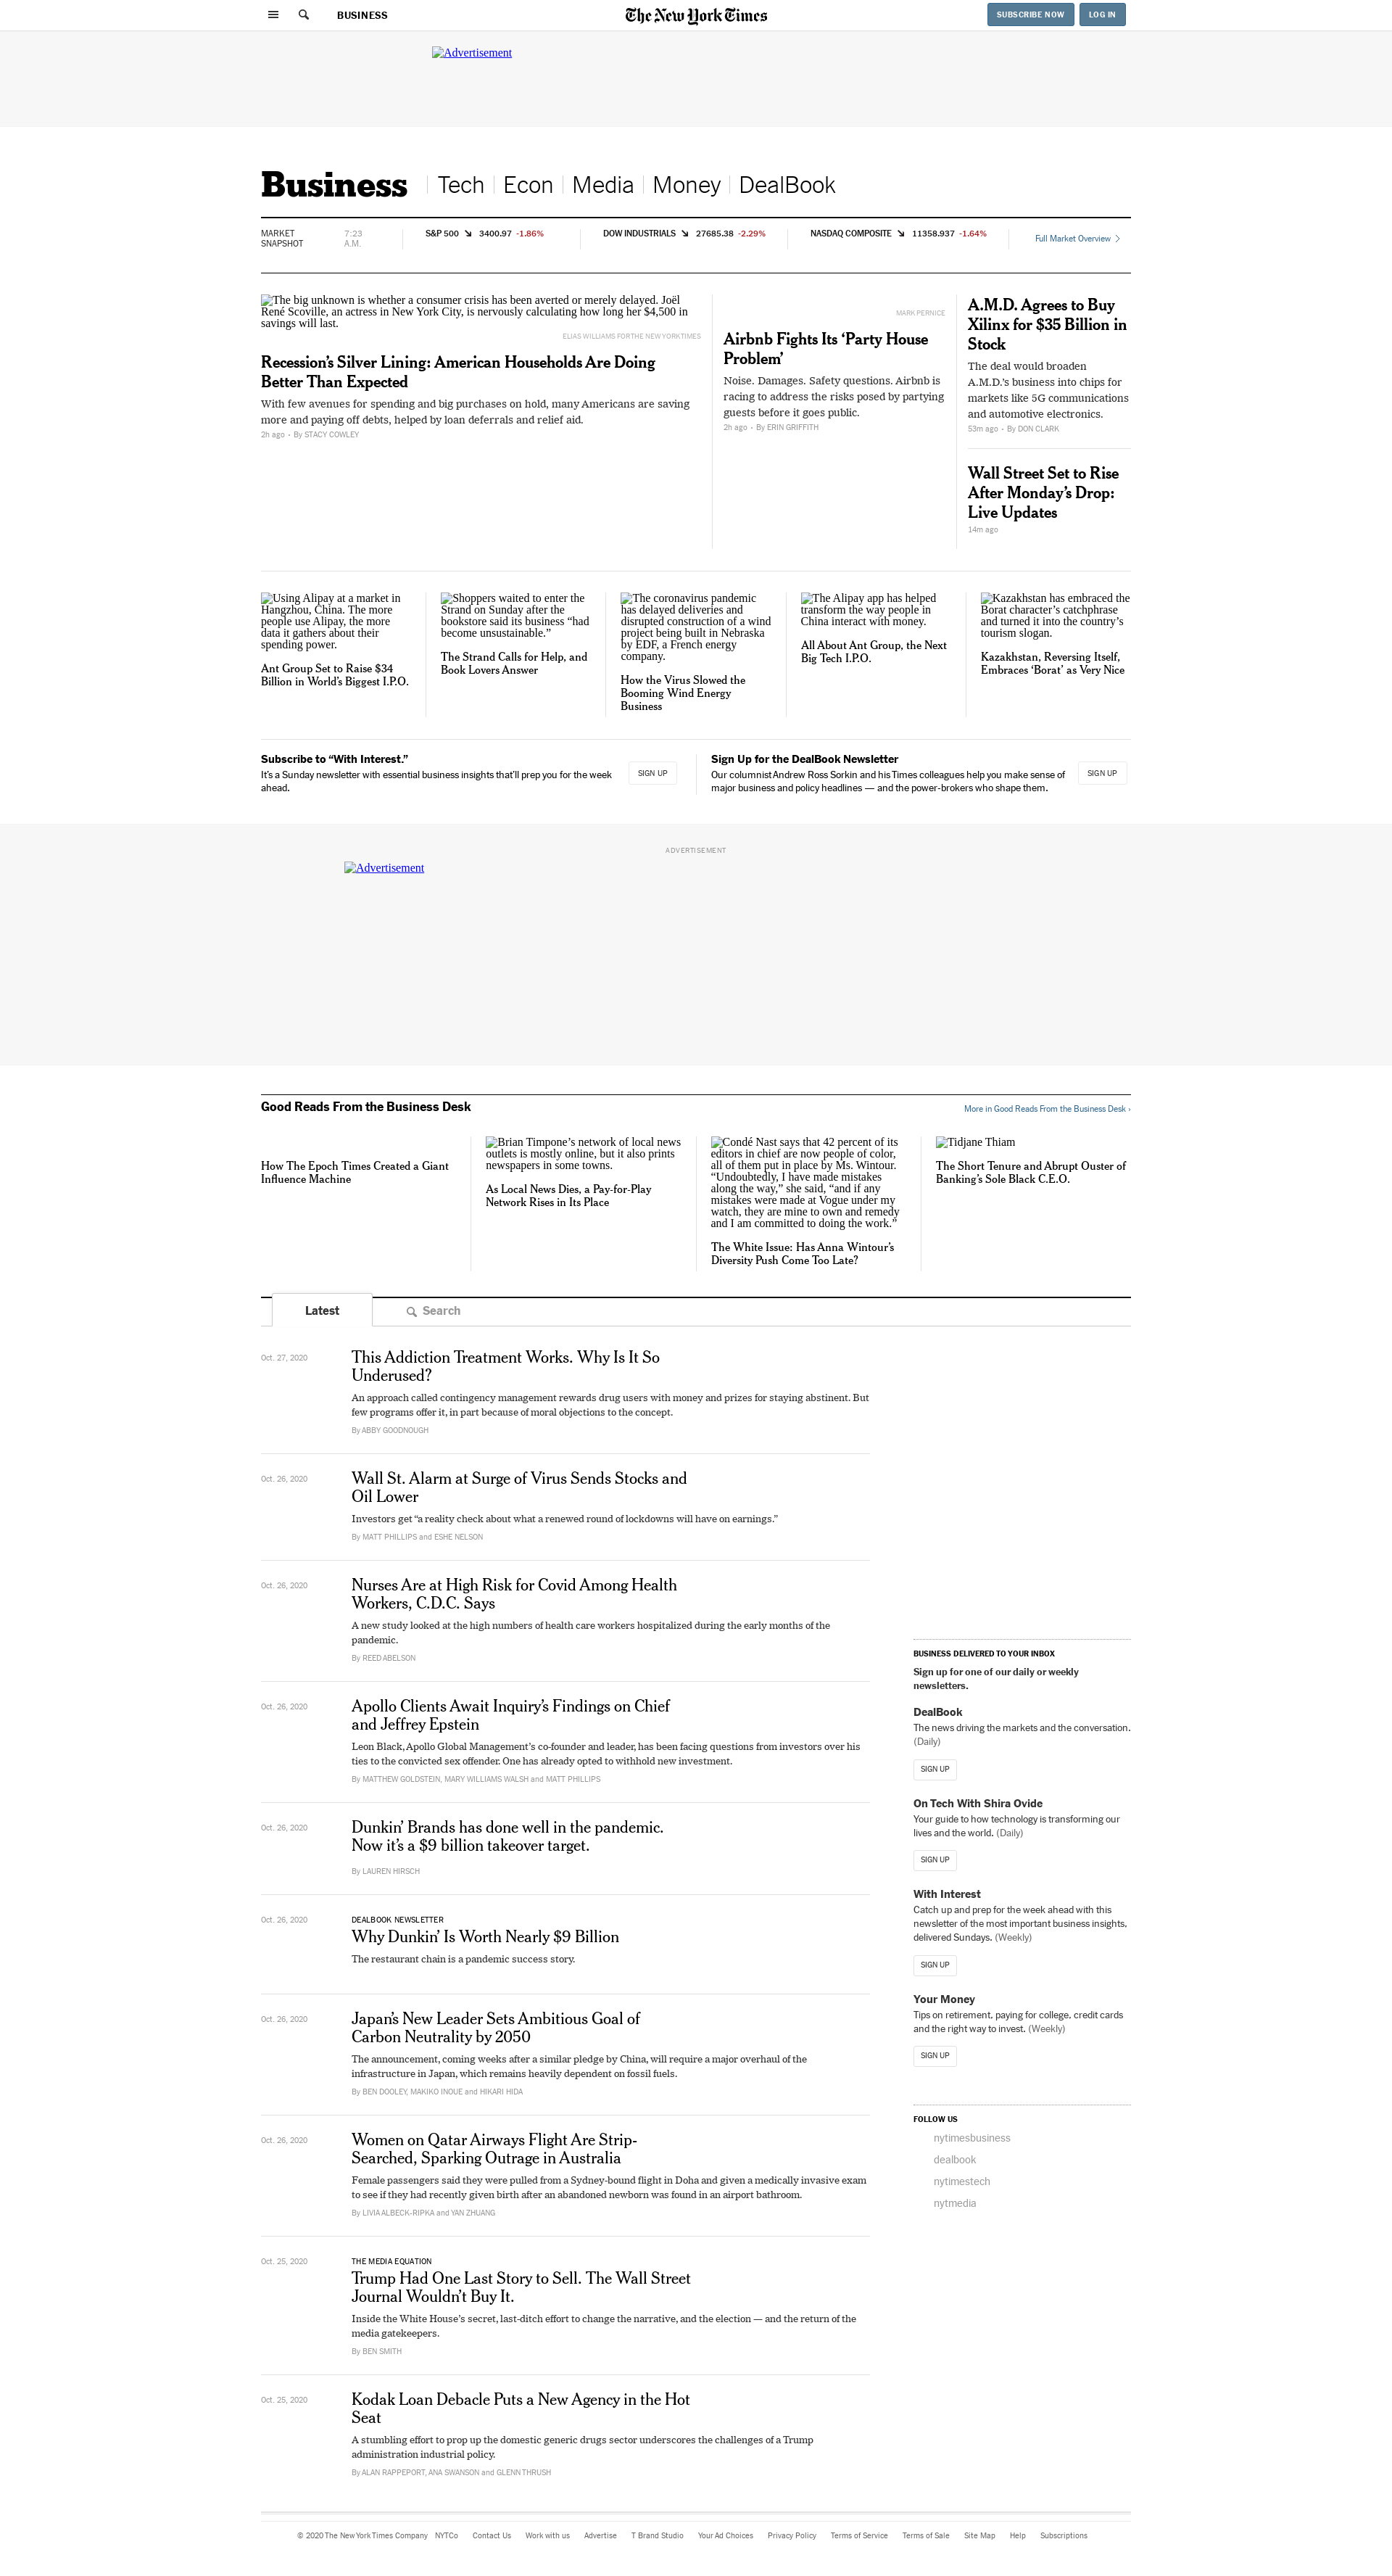 BUSINESS
The New York Times
SUBSCRIBE NOW
LOG IN
Advertisement
Business
Tech
Econ
Media
Money
DealBook
MARKET
SNAPSHOT
7:23
A.M.
S&P 500 3400.97 -1.86%
DOW INDUSTRIALS 27685.38 -2.29%
NASDAQ COMPOSITE 11358.937 -1.64%
Full Market Overview
The big unknown is whether a consumer crisis has been averted or merely delayed. Joël
René Scoville, an actress in New York City, is nervously calculating how long her $4,500 in
savings will last.
ELIAS WILLIAMS FOR THE NEW YORK TIMES
Recession’s Silver Lining: American Households Are Doing
Better Than Expected
With few avenues for spending and big purchases on hold, many Americans are saving
more and paying off debts, helped by loan deferrals and relief aid.
2h ago • By STACY COWLEY
MARK PERNICE
Airbnb Fights Its ‘Party House
Problem’
Noise. Damages. Safety questions. Airbnb is
racing to address the risks posed by partying
guests before it goes public.
2h ago • By ERIN GRIFFITH
A.M.D. Agrees to Buy
Xilinx for $35 Billion in
Stock
The deal would broaden
A.M.D.’s business into chips for
markets like 5G communications
and automotive electronics.
53m ago • By DON CLARK
Wall Street Set to Rise
After Monday’s Drop:
Live Updates
14m ago
Using Alipay at a market in
Hangzhou, China. The more
people use Alipay, the more
data it gathers about their
spending power.
Ant Group Set to Raise $34
Billion in World’s Biggest I.P.O.
Shoppers waited to enter the
Strand on Sunday after the
bookstore said its business “had
become unsustainable.”
The Strand Calls for Help, and
Book Lovers Answer
The coronavirus pandemic
has delayed deliveries and
disrupted construction of a wind
project being built in Nebraska
by EDF, a French energy
company.
How the Virus Slowed the
Booming Wind Energy
Business
The Alipay app has helped
transform the way people in
China interact with money.
All About Ant Group, the Next
Big Tech I.P.O.
Kazakhstan has embraced the
Borat character’s catchphrase
and turned it into the country’s
tourism slogan.
Kazakhstan, Reversing Itself,
Embraces ‘Borat’ as Very Nice
Subscribe to “With Interest.”
It’s a Sunday newsletter with essential business insights that’ll prep you for the week
ahead.
SIGN UP
Sign Up for the DealBook Newsletter
Our columnist Andrew Ross Sorkin and his Times colleagues help you make sense of
major business and policy headlines — and the power-brokers who shape them.
SIGN UP
ADVERTISEMENT
Advertisement
Good Reads From the Business Desk
More in Good Reads From the Business Desk ›
How The Epoch Times Created a Giant
Influence Machine
Brian Timpone’s network of local news
outlets is mostly online, but it also prints
newspapers in some towns.
As Local News Dies, a Pay-for-Play
Network Rises in Its Place
Condé Nast says that 42 percent of its
editors in chief are now people of color,
all of them put in place by Ms. Wintour.
“Undoubtedly, I have made mistakes
along the way,” she said, “and if any
mistakes were made at Vogue under my
watch, they are mine to own and remedy
and I am committed to doing the work.”
The White Issue: Has Anna Wintour’s
Diversity Push Come Too Late?
Tidjane Thiam
The Short Tenure and Abrupt Ouster of
Banking’s Sole Black C.E.O.
Latest
Search
Oct. 27, 2020
This Addiction Treatment Works. Why Is It So
Underused?
An approach called contingency management rewards drug users with money and prizes for staying abstinent. But
few programs offer it, in part because of moral objections to the concept.
By ABBY GOODNOUGH
Oct. 26, 2020
Wall St. Alarm at Surge of Virus Sends Stocks and
Oil Lower
Investors get “a reality check about what a renewed round of lockdowns will have on earnings.”
By MATT PHILLIPS and ESHE NELSON
Oct. 26, 2020
Nurses Are at High Risk for Covid Among Health
Workers, C.D.C. Says
A new study looked at the high numbers of health care workers hospitalized during the early months of the
pandemic.
By REED ABELSON
Oct. 26, 2020
Apollo Clients Await Inquiry’s Findings on Chief
and Jeffrey Epstein
Leon Black, Apollo Global Management’s co-founder and leader, has been facing questions from investors over his
ties to the convicted sex offender. One has already opted to withhold new investment.
By MATTHEW GOLDSTEIN, MARY WILLIAMS WALSH and MATT PHILLIPS
Oct. 26, 2020
Dunkin’ Brands has done well in the pandemic.
Now it’s a $9 billion takeover target.
By LAUREN HIRSCH
Oct. 26, 2020
DEALBOOK NEWSLETTER
Why Dunkin’ Is Worth Nearly $9 Billion
The restaurant chain is a pandemic success story.
Oct. 26, 2020
Japan’s New Leader Sets Ambitious Goal of
Carbon Neutrality by 2050
The announcement, coming weeks after a similar pledge by China, will require a major overhaul of the
infrastructure in Japan, which remains heavily dependent on fossil fuels.
By BEN DOOLEY, MAKIKO INOUE and HIKARI HIDA
Oct. 26, 2020
Women on Qatar Airways Flight Are Strip-
Searched, Sparking Outrage in Australia
Female passengers said they were pulled from a Sydney-bound flight in Doha and given a medically invasive exam
to see if they had recently given birth after an abandoned newborn was found in an airport bathroom.
By LIVIA ALBECK-RIPKA and YAN ZHUANG
Oct. 25, 2020
THE MEDIA EQUATION
Trump Had One Last Story to Sell. The Wall Street
Journal Wouldn’t Buy It.
Inside the White House’s secret, last-ditch effort to change the narrative, and the election — and the return of the
media gatekeepers.
By BEN SMITH
Oct. 25, 2020
Kodak Loan Debacle Puts a New Agency in the Hot
Seat
A stumbling effort to prop up the domestic generic drugs sector underscores the challenges of a Trump
administration industrial policy.
By ALAN RAPPEPORT, ANA SWANSON and GLENN THRUSH
BUSINESS DELIVERED TO YOUR INBOX
Sign up for one of our daily or weekly
newsletters.
DealBook
The news driving the markets and the conversation.
(Daily)
SIGN UP
On Tech With Shira Ovide
Your guide to how technology is transforming our
lives and the world. (Daily)
SIGN UP
With Interest
Catch up and prep for the week ahead with this
newsletter of the most important business insights,
delivered Sundays. (Weekly)
SIGN UP
Your Money
Tips on retirement, paying for college, credit cards
and the right way to invest. (Weekly)
SIGN UP
FOLLOW US
nytimesbusiness
dealbook
nytimestech
nytmedia
© 2020 The New York Times Company NYTCo Contact Us Work with us Advertise T Brand Studio Your Ad Choices Privacy Policy Terms of Service Terms of Sale Site Map Help Subscriptions